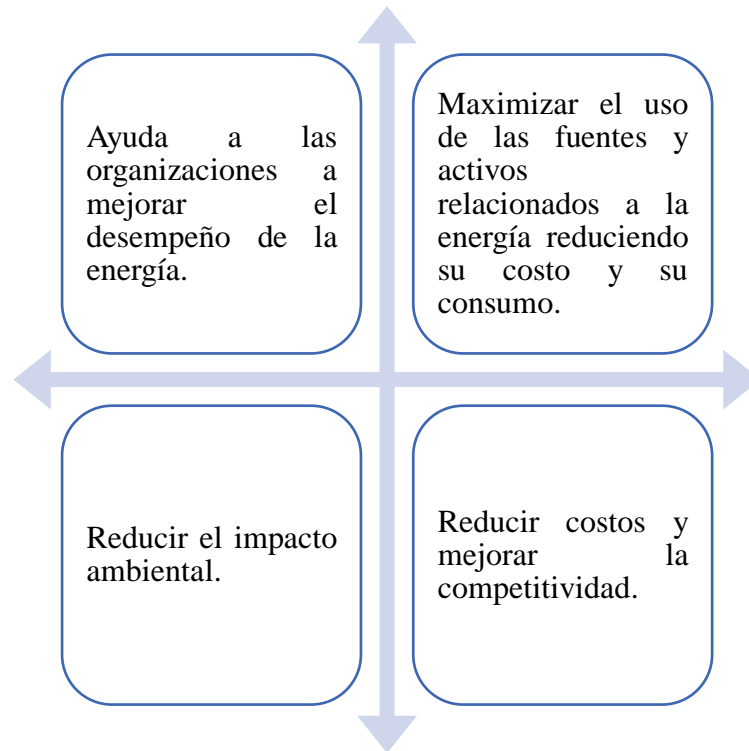 Ayuda a las
organizaciones a
mejorar el
desempeño de la
energía.
Maximizar el uso
de las fuentes y
activos
relacionados a la
energía reduciendo
su costo y su
consumo.
Reducir el impacto
ambiental.
Reducir costos y
mejorar la
competitividad.